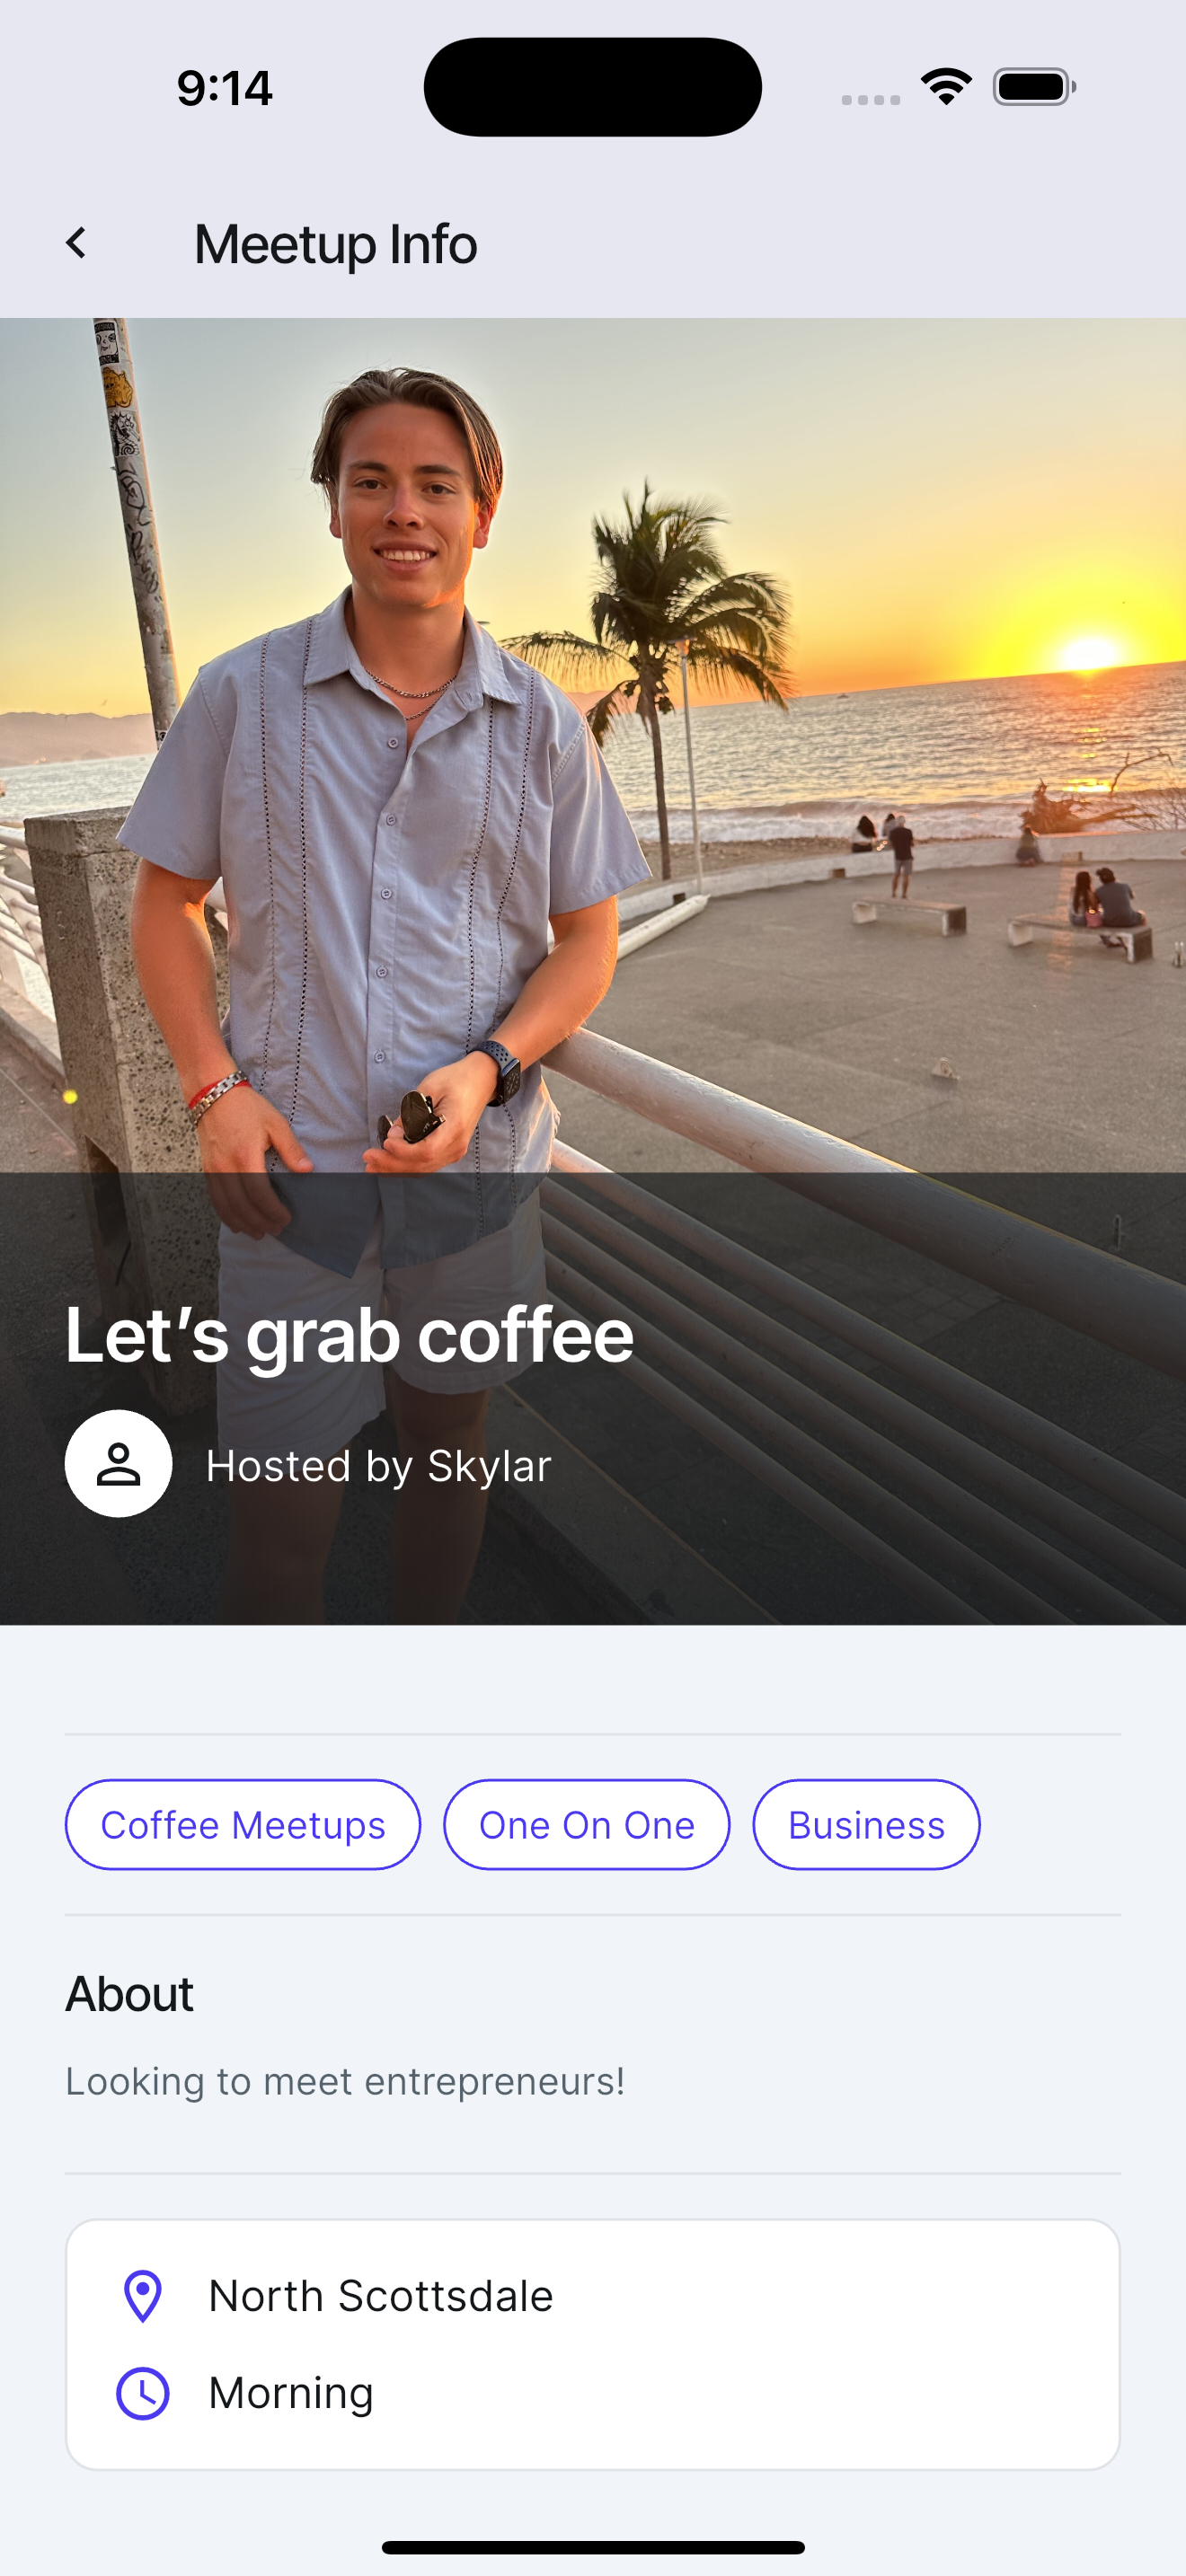 9:14
Meetup Info
Let’s grab coffee
Hosted by Skylar
Coffee Meetups One On One Business
About
Looking to meet entrepreneurs!
North Scottsdale
Morning